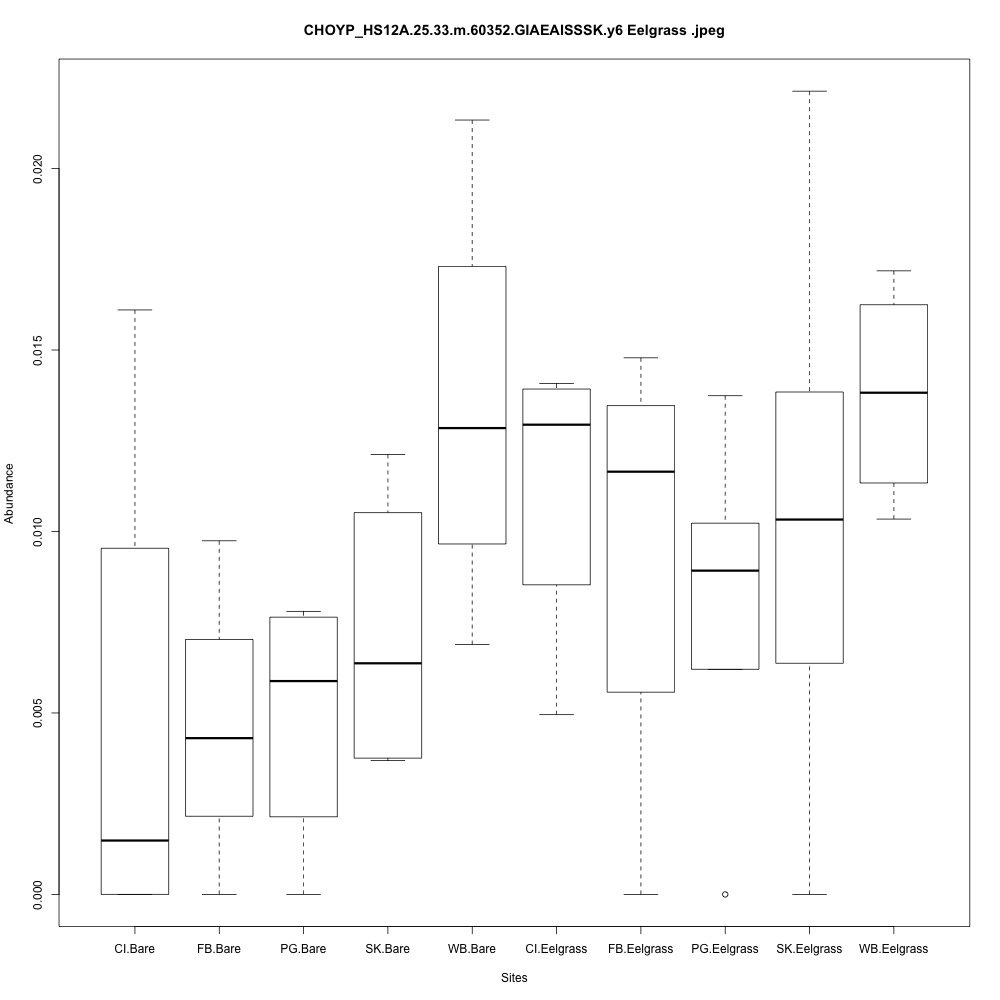 CHOYP_HS12A.25.33.m.60352.GIAEAISSSK.y6 Eelgrass .jpeg
0.020
0.015
0.010
0.005
0.000
Abundance
CI.Bare FB.Bare PG.Bare SK.Bare WB.Bare CI.Eelgrass FB.Eelgrass PG.Eelgrass SK.Eelgrass WB.Eelgrass
Sites